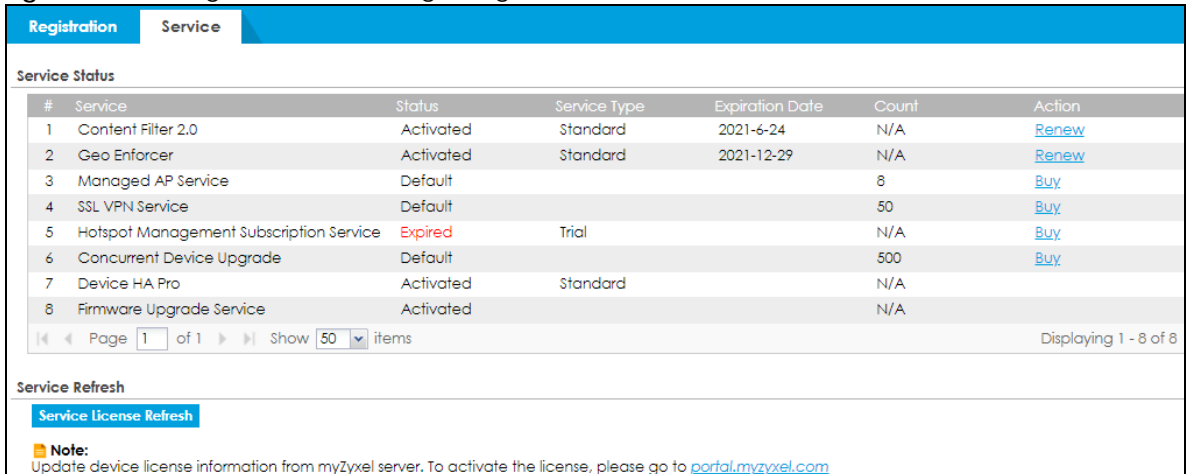 Registration Service
Service Status
# Service Status Service Type Expiration Date Count Action
1 Content Filter 2.0 Activated Standard 2021-6-24 N/A Renew
2 Geo Enforcer Activated Standard 2021-12-29 N/A Renew
3 Managed AP Service Default 8 Buy
4 SSL VPN Service Default 50 Buy
5 Hotspot Management Subscription Service Expired Trial N/A Buy
6 Concurrent Device Upgrade Default 500 Buy
7 Device HA Pro Activated Standard N/A
8 Firmware Upgrade Service Activated N/A
Page 1 of 1 Show 50 items Displaying 1 - 8 of 8
Service Refresh
Service License Refresh
Note:
Update device license information from myZyxel server. To activate the license, please go to portal.myzyxel.com